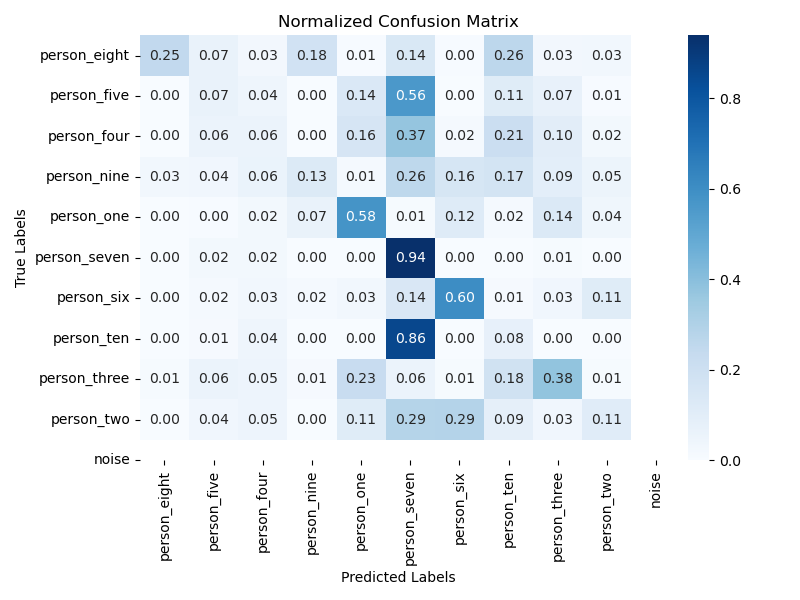 Normalized Confusion Matrix
person_eight 0.25 0.07 0.03 0.18 0.01 0.14 0.00 0.26 0.03 0.03
person_five 0.00 0.07 0.04 0.00 0.14 0.56 0.00 0.11 0.07 0.01
person_four 0.00 0.06 0.06 0.00 0.16 0.37 0.02 0.21 0.10 0.02
person_nine 0.03 0.04 0.06 0.13 0.01 0.26 0.16 0.17 0.09 0.05
person_one 0.00 0.00 0.02 0.07 0.58 0.01 0.12 0.02 0.14 0.04
person_seven 0.00 0.02 0.02 0.00 0.00 0.94 0.00 0.00 0.01 0.00
person_six 0.00 0.02 0.03 0.02 0.03 0.14 0.60 0.01 0.03 0.11
person_ten 0.00 0.01 0.04 0.00 0.00 0.86 0.00 0.08 0.00 0.00
person_three 0.01 0.06 0.05 0.01 0.23 0.06 0.01 0.18 0.38 0.01
person_two 0.00 0.04 0.05 0.00 0.11 0.29 0.29 0.09 0.03 0.11
noise
True Labels
person_eight person_five person_four person_nine person_one person_seven person_six person_ten person_three person_two noise
Predicted Labels
0.8
0.6
0.4
0.2
0.0